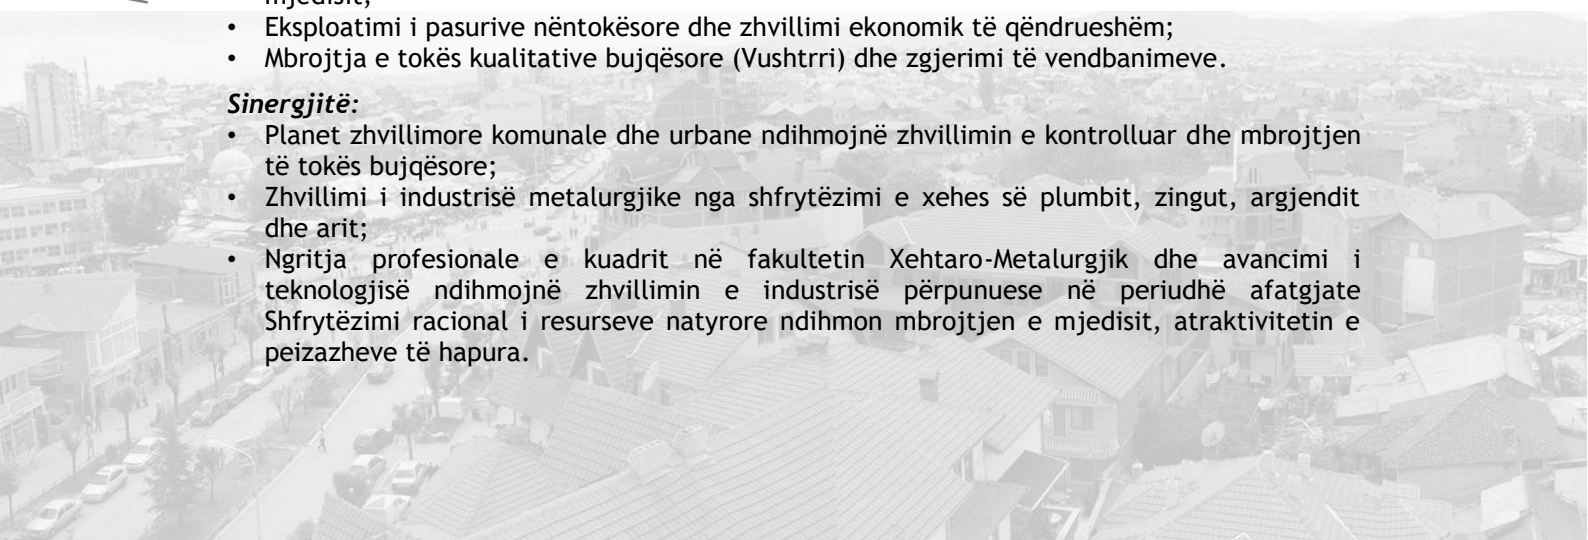 mjedisit;
• Eksploatimi i pasurive nëntokësore dhe zhvillimi ekonomik të qëndrueshëm;
• Mbrojtja e tokës kualitative bujqësore (Vushtrri) dhe zgjerimi të vendbanimeve.
Sinergjitë:
• Planet zhvillimore komunale dhe urbane ndihmojnë zhvillimin e kontrolluar dhe mbrojtjen
të tokës bujqësore;
• Zhvillimi i industrisë metalurgjike nga shfrytëzimi e xehes së plumbit, zingut, argjendit
dhe arit;
• Ngritja profesionale e kuadrit në fakultetin Xehtaro-Metalurgjik dhe avancimi i
teknologjisë ndihmojnë zhvillimin e industrisë përpunuese në periudhë afatgjate
Shfrytëzimi racional i resurseve natyrore ndihmon mbrojtjen e mjedisit, atraktivitetin e
peizazheve të hapura.